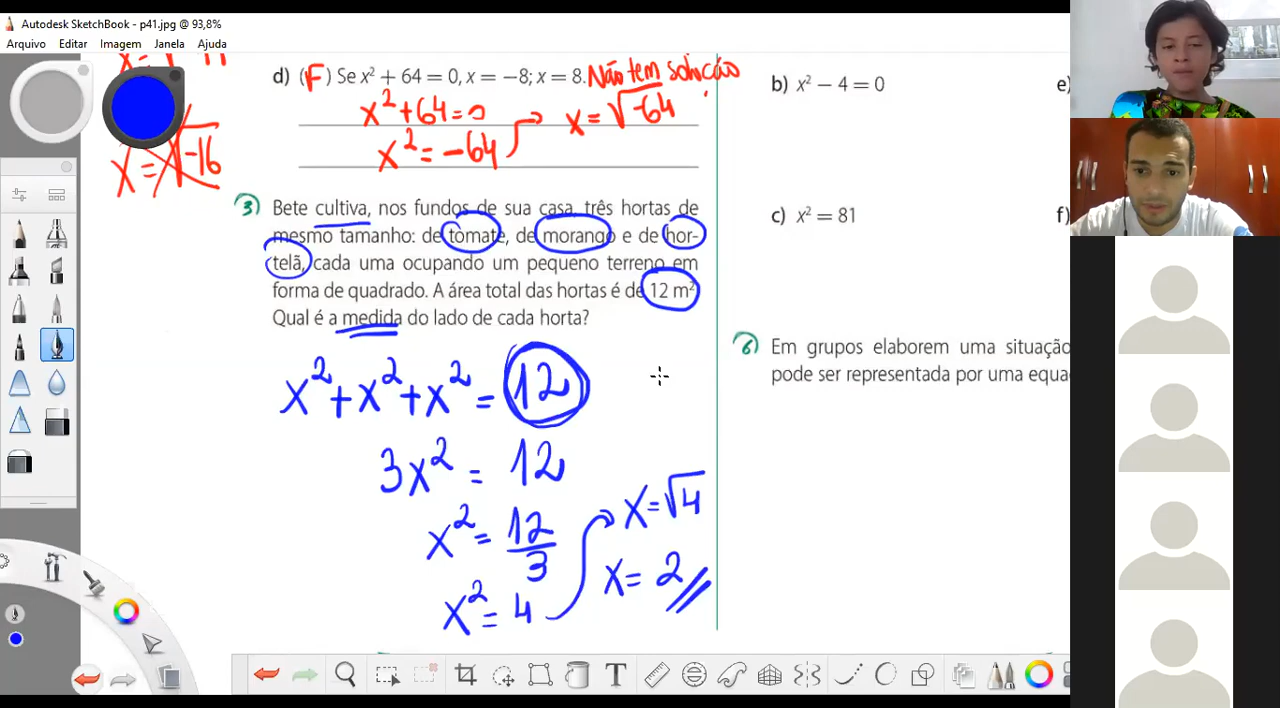 Autodesk SketchBook - p41.jpg @ 93,8%
Arquivo Editar Imagem Janela Ajuda
x = √-16
d) (F) Se x² + 64 = 0, x = −8; x = 8. Não tem solução
x² + 64 = 0
x² = -64
x = √-64
3 Bete cultiva, nos fundos de sua casa, três hortas de
mesmo tamanho: de tomate, de morango e de hor-
telã, cada uma ocupando um pequeno terreno em
forma de quadrado. A área total das hortas é de 12 m².
Qual é a medida do lado de cada horta?
x² + x² + x² = 12
3x² = 12
x² = 12/3
x² = 4
x = √4
x = 2
b) x² − 4 = 0
e)
c) x² = 81
f)
6 Em grupos elaborem uma situação
pode ser representada por uma equa
T